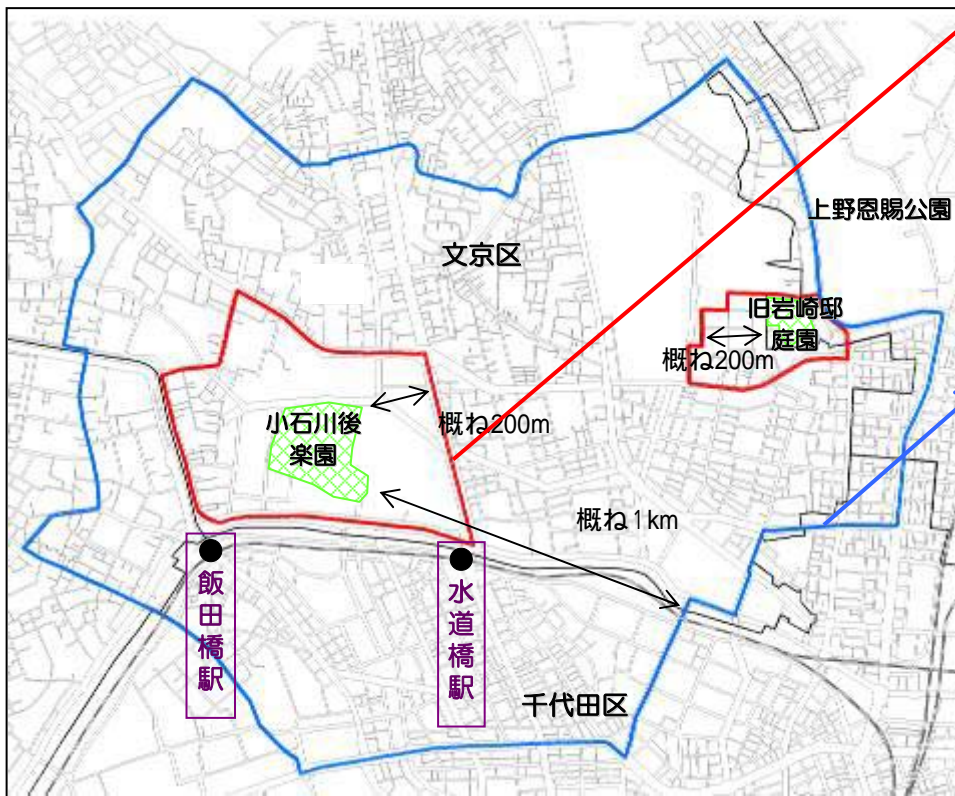 上野恩賜公園
文京区
旧岩崎邸
庭園
概ね200m
小石川後
楽園
概ね200m
概ね1km
飯田橋駅
水道橋駅
千代田区